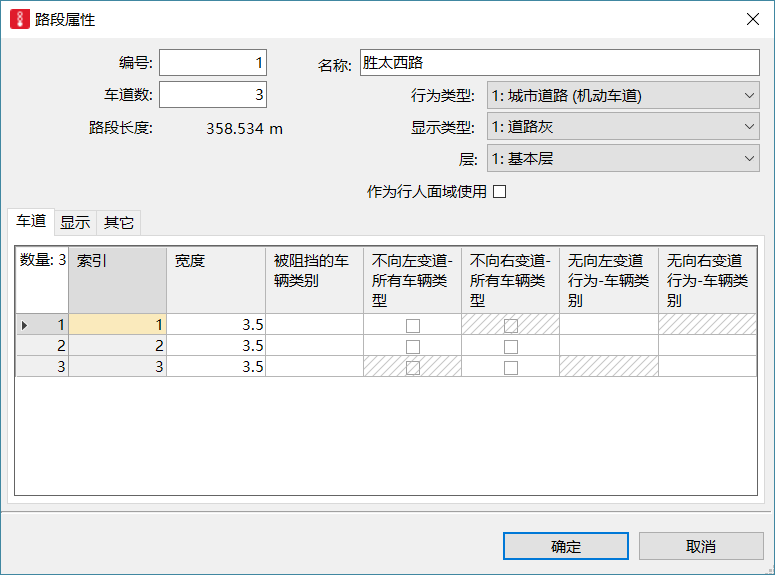 路段属性
编号: 1
名称: 胜太西路
车道数: 3
行为类型: 1: 城市道路 (机动车道)
路段长度: 358.534 m
显示类型: 1: 道路灰
层: 1: 基本层
作为行人面域使用
车道 显示 其它
数量: 3 索引 宽度 被阻挡的车 不向左变道- 不向右变道- 无向左变道 无向右变道
辆类别 所有车辆类 所有车辆类 行为-车辆类 行为-车辆类
型 型 别 别
1 1 3.5
2 2 3.5
3 3 3.5
确定 取消